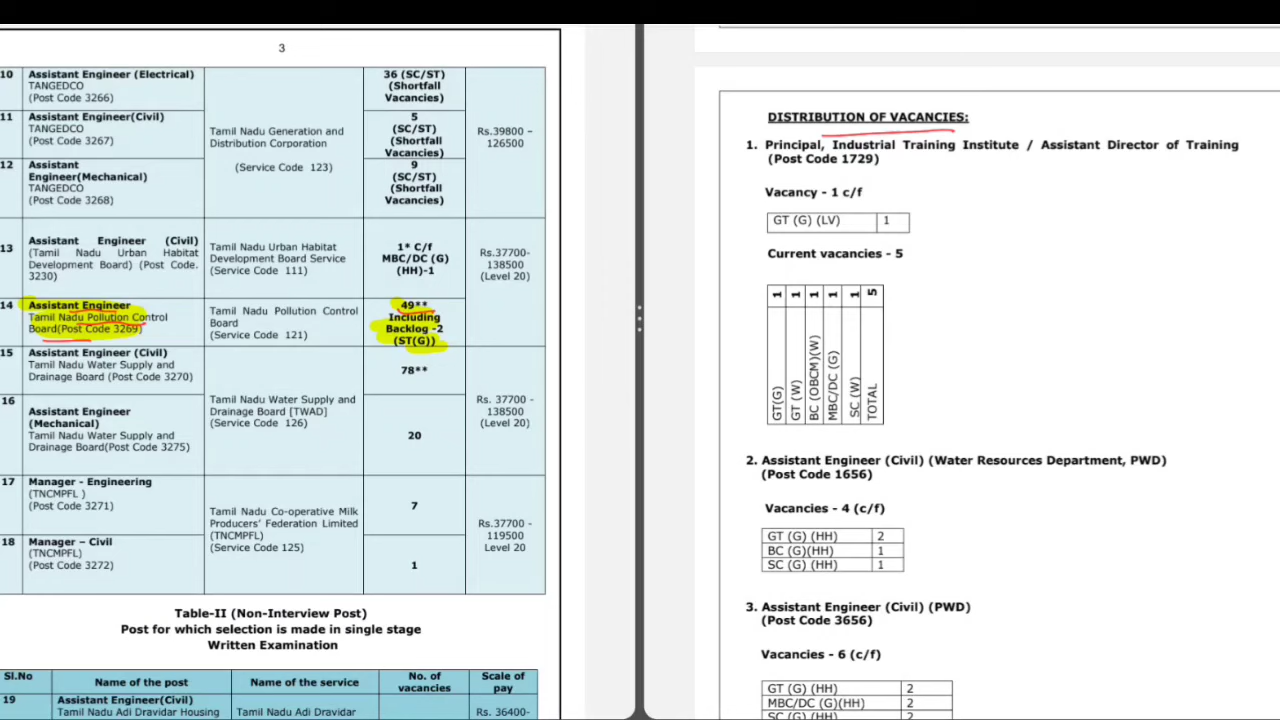 3
10 Assistant Engineer (Electrical)
TANGEDCO
(Post Code 3266)
36 (SC/ST)
(Shortfall
Vacancies)
11 Assistant Engineer(Civil)
TANGEDCO
(Post Code 3267)
5
(SC/ST)
(Shortfall
Vacancies)
12 Assistant
Engineer(Mechanical)
TANGEDCO
(Post Code 3268)
9
(SC/ST)
(Shortfall
Vacancies)
Tamil Nadu Generation and
Distribution Corporation
(Service Code 123)
Rs.39800 –
126500
13 Assistant Engineer (Civil)
(Tamil Nadu Urban Habitat
Development Board) (Post Code.
3230)
Tamil Nadu Urban Habitat
Development Board Service
(Service Code 111)
1* C/f
MBC/DC (G)
(HH)-1
Rs.37700-
138500
(Level 20)
14 Assistant Engineer
Tamil Nadu Pollution Control
Board(Post Code 3269)
Tamil Nadu Pollution Control
Board
(Service Code 121)
49**
Including
Backlog -2
(ST(G))
15 Assistant Engineer (Civil)
Tamil Nadu Water Supply and
Drainage Board (Post Code 3270)
78**
16 Assistant Engineer
(Mechanical)
Tamil Nadu Water Supply and
Drainage Board(Post Code 3275)
Tamil Nadu Water Supply and
Drainage Board [TWAD]
(Service Code 126)
20
Rs. 37700 -
138500
(Level 20)
17 Manager - Engineering
(TNCMPFL )
(Post Code 3271)
7
18 Manager – Civil
(TNCMPFL)
(Post Code 3272)
Tamil Nadu Co-operative Milk
Producers’ Federation Limited
(TNCMPFL)
(Service Code 125)
1
Rs.37700 -
119500
Level 20
Table-II (Non-Interview Post)
Post for which selection is made in single stage
Written Examination
Sl.No Name of the post Name of the service No. of
vacancies
Scale of
pay
19 Assistant Engineer(Civil)
Tamil Nadu Adi Dravidar Housing
Tamil Nadu Adi Dravidar
Rs. 36400-
DISTRIBUTION OF VACANCIES:
1. Principal, Industrial Training Institute / Assistant Director of Training
(Post Code 1729)
Vacancy - 1 c/f
GT (G) (LV) 1
Current vacancies - 5
1 1 1 1 1 5
GT(G) GT (W) BC (OBCM)(W) MBC/DC (G) SC (W) TOTAL
2. Assistant Engineer (Civil) (Water Resources Department, PWD)
(Post Code 1656)
Vacancies - 4 (c/f)
GT (G) (HH) 2
BC (G)(HH) 1
SC (G) (HH) 1
3. Assistant Engineer (Civil) (PWD)
(Post Code 3656)
Vacancies - 6 (c/f)
GT (G) (HH) 2
MBC/DC (G)(HH) 2
SC (G) (HH) 2